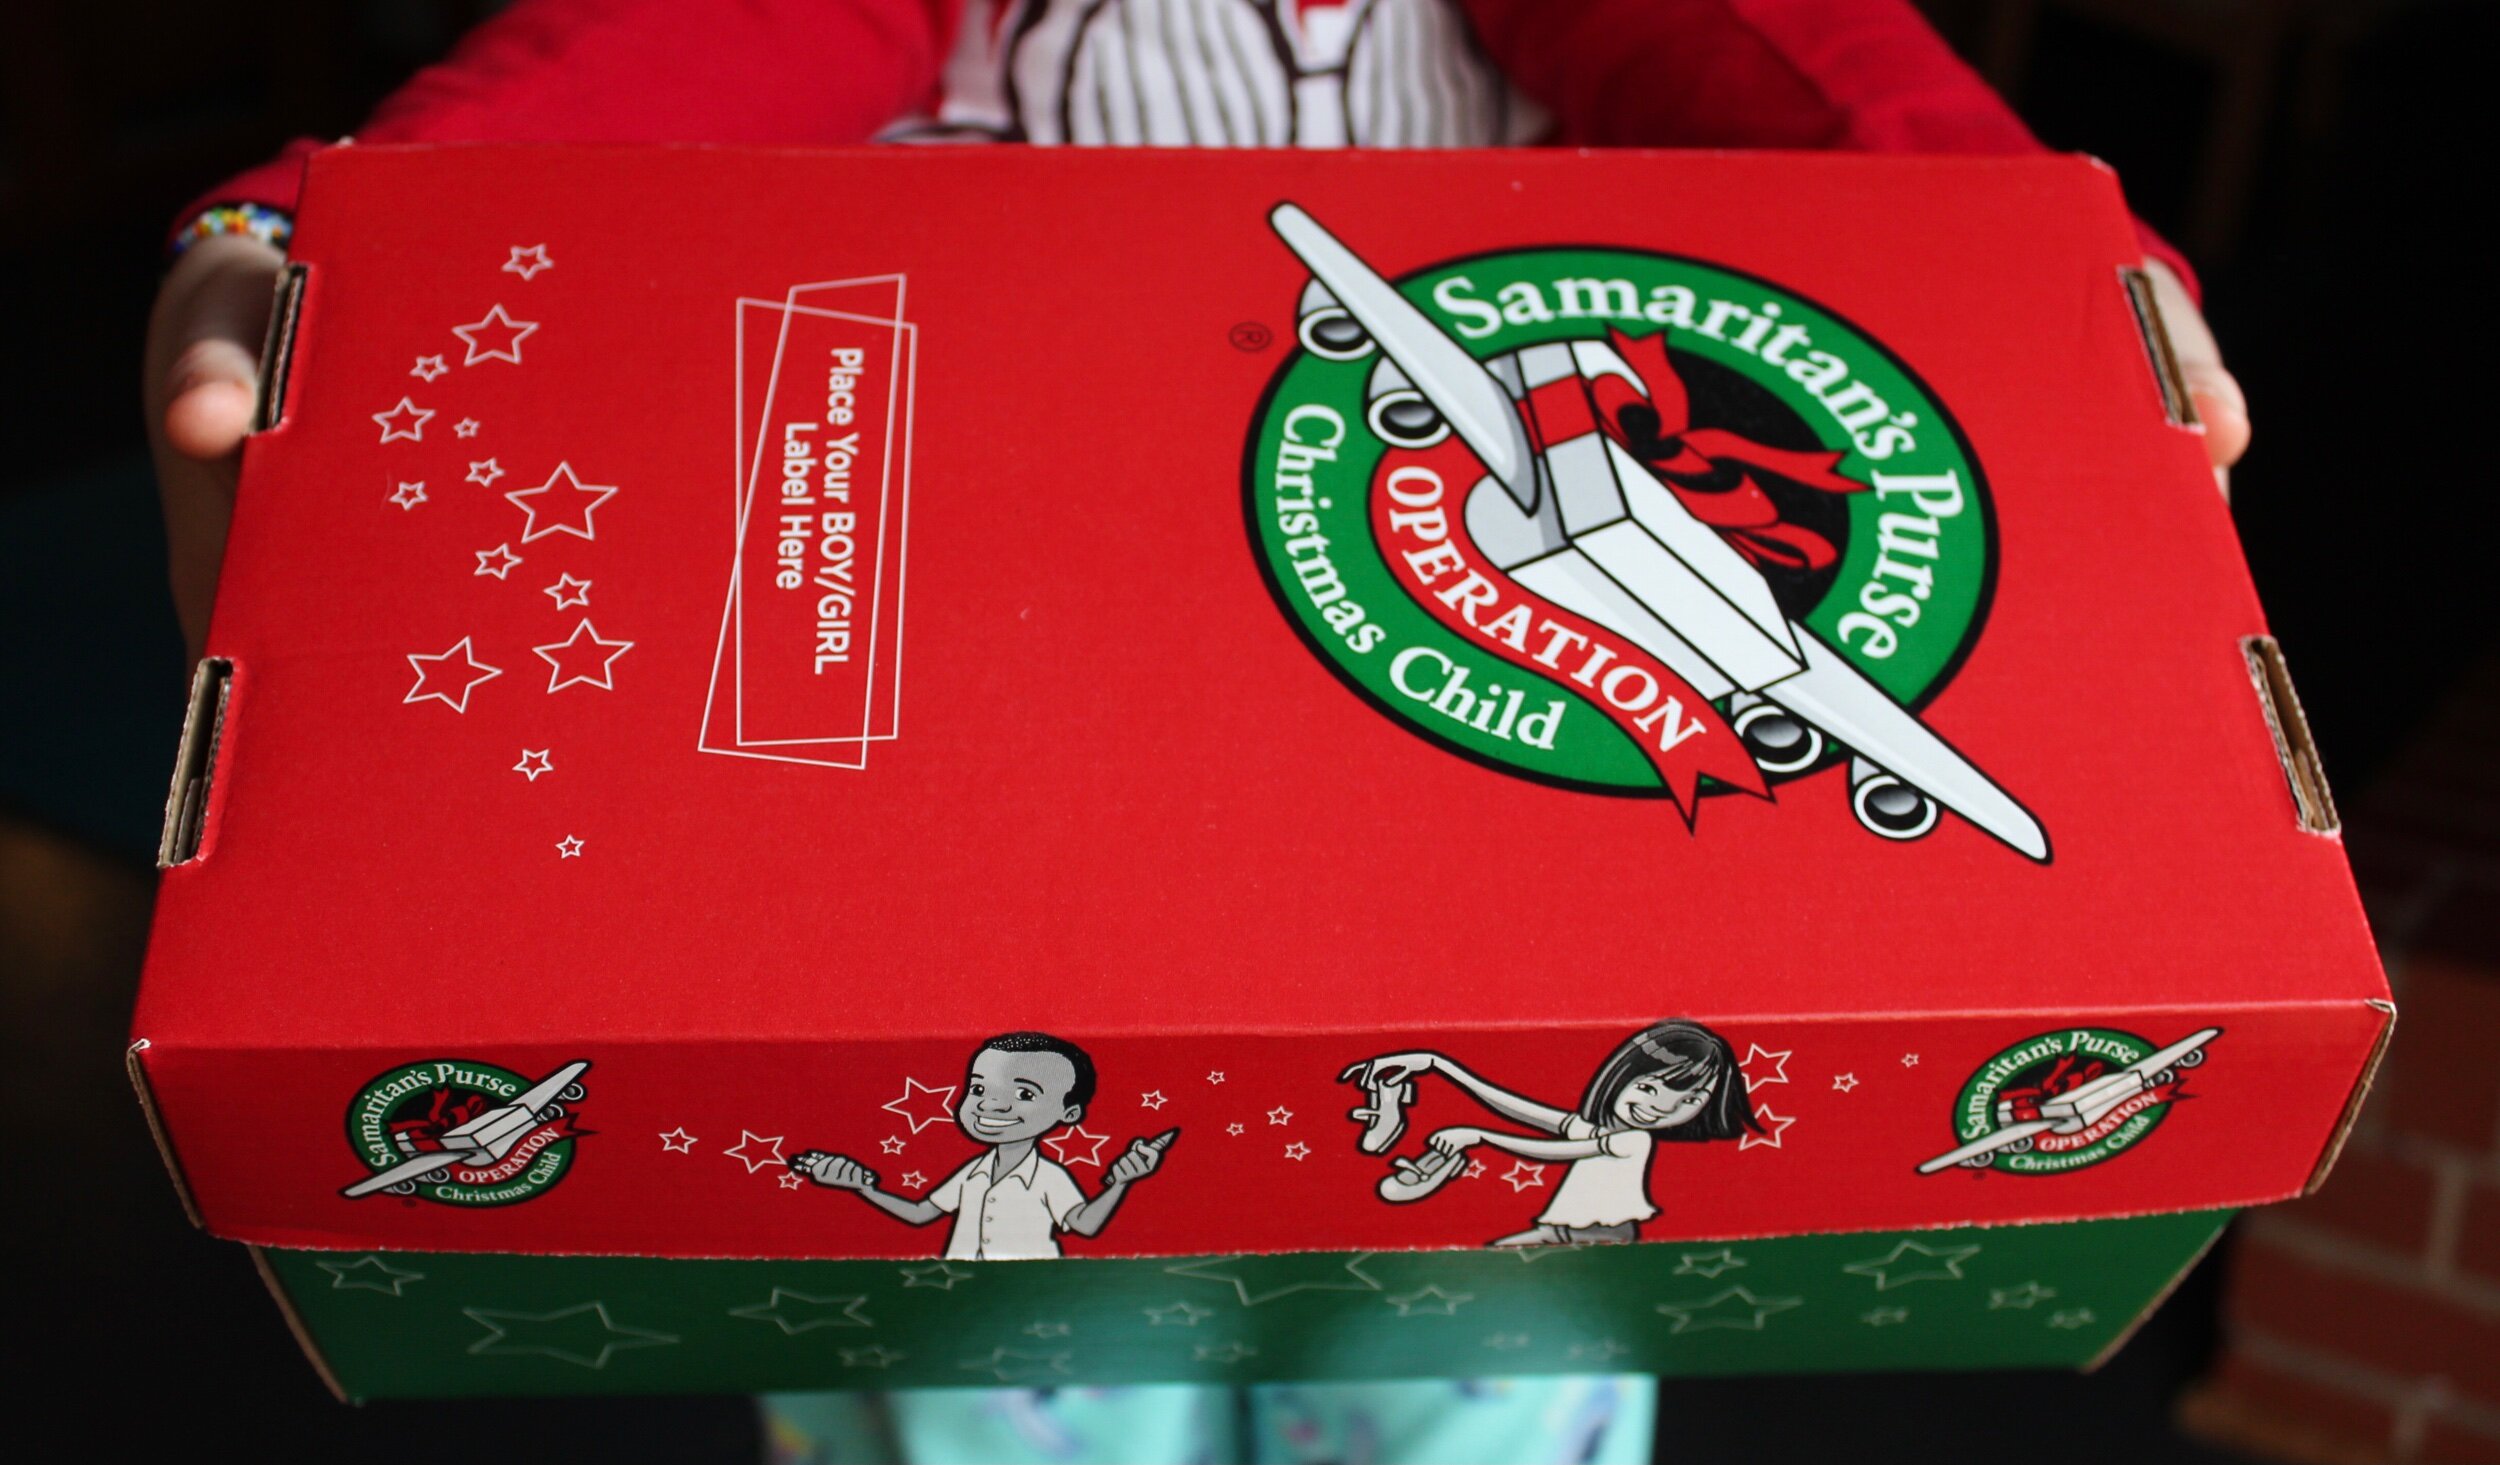 Samaritan's Purse
OPERATION
Christmas Child
®
Place Your BOY/GIRL
Label Here
Samaritan's Purse
OPERATION
Christmas Child
Samaritan's Purse
OPERATION
Christmas Child